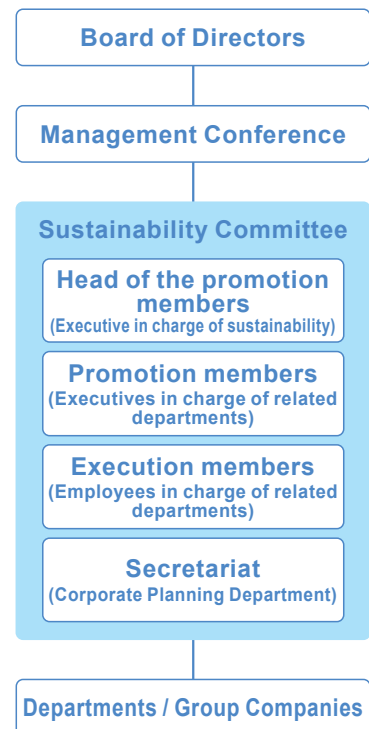 Board of Directors
Management Conference
Sustainability Committee
Head of the promotion
members
(Executive in charge of sustainability)
Promotion members
(Executives in charge of related
departments)
Execution members
(Employees in charge of related
departments)
Secretariat
(Corporate Planning Department)
Departments / Group Companies